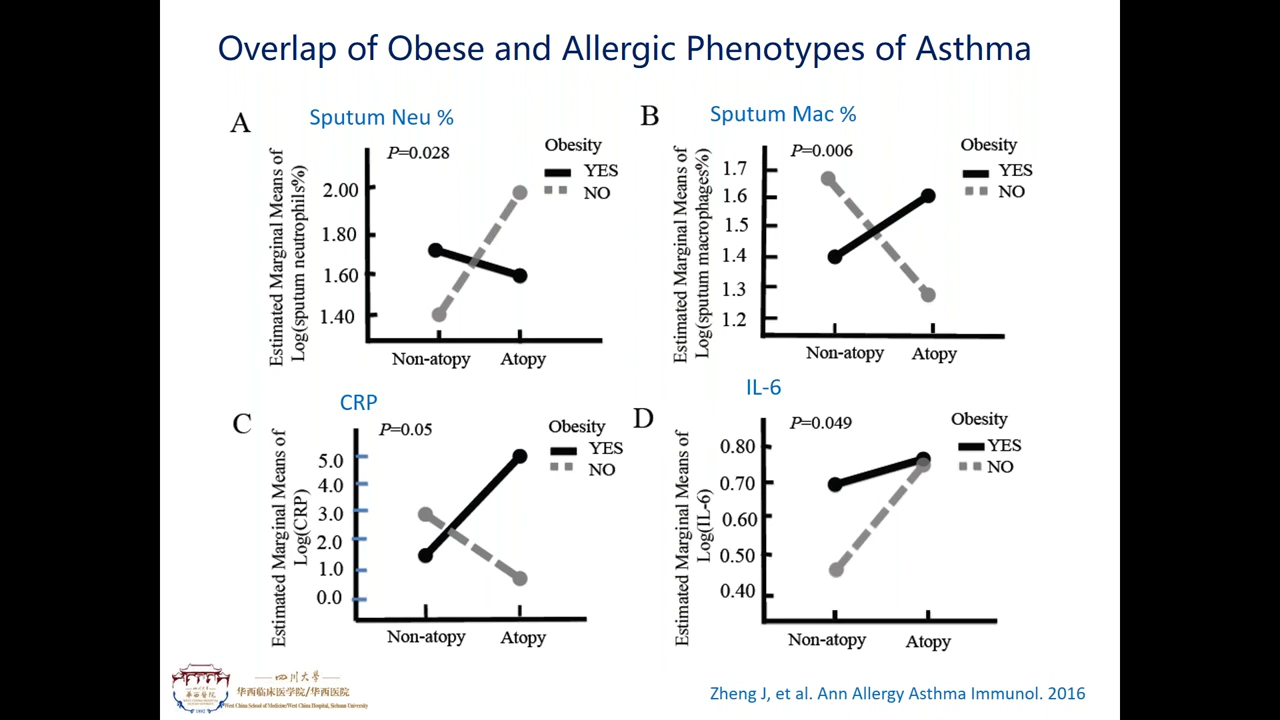 Overlap of Obese and Allergic Phenotypes of Asthma
A
Sputum Neu %
P=0.028
Obesity
YES
NO
Estimated Marginal Means of
Log(sputum neutrophils%)
2.00
1.80
1.60
1.40
Non-atopy
Atopy
B
Sputum Mac %
P=0.006
Obesity
YES
NO
Estimated Marginal Means of
Log(sputum macrophages%)
1.7
1.6
1.5
1.4
1.3
1.2
Non-atopy
Atopy
C
CRP
P=0.05
Obesity
YES
NO
Estimated Marginal Means of
Log(CRP)
5.0
4.0
3.0
2.0
1.0
0.0
Non-atopy
Atopy
D
IL-6
P=0.049
Obesity
YES
NO
Estimated Marginal Means of
Log(IL-6)
0.80
0.70
0.60
0.50
0.40
Non-atopy
Atopy
四川大学
华西临床医学院/华西医院
West China School of Medicine/West China Hospital, Sichuan University
1892
Zheng J, et al. Ann Allergy Asthma Immunol. 2016